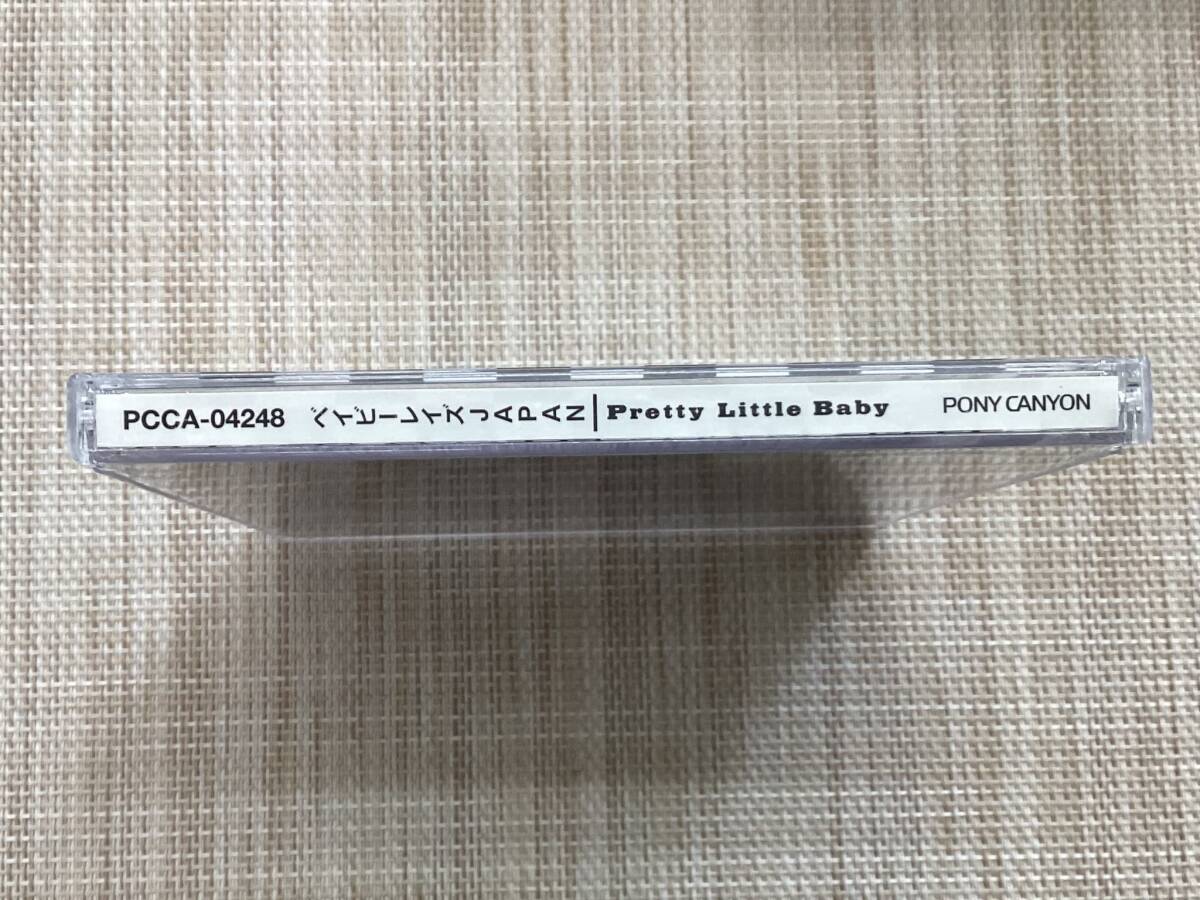 PCCA-04248 ベイビーレイズJAPAN | Pretty Little Baby PONY CANYON